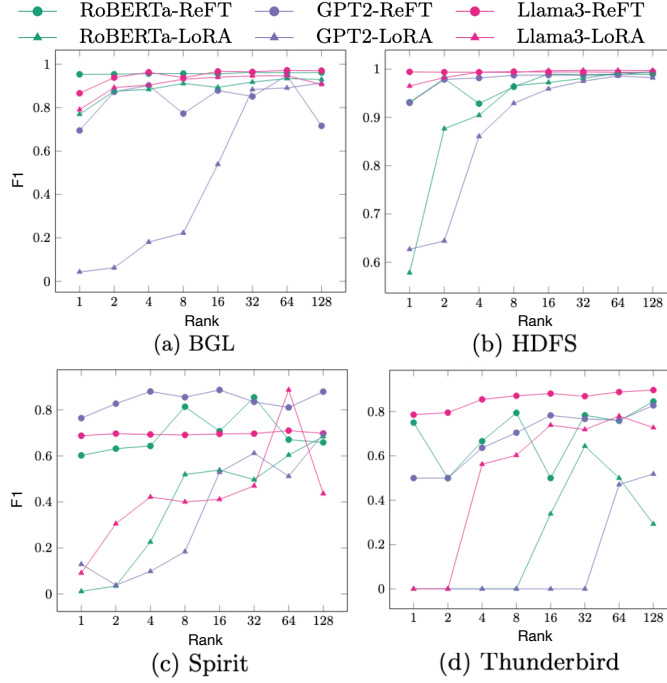 RoBERTa-ReFT GPT2-ReFT Llama3-ReFT
RoBERTa-LoRA GPT2-LoRA Llama3-LoRA
1
0.8
0.6
0.4
0.2
0
F1
1 2 4 8 16 32 64 128
Rank
(a) BGL
1
0.9
0.8
0.7
0.6
1 2 4 8 16 32 64 128
Rank
(b) HDFS
0.8
0.6
0.4
0.2
0
F1
1 2 4 8 16 32 64 128
Rank
(c) Spirit
0.8
0.6
0.4
0.2
0
1 2 4 8 16 32 64 128
Rank
(d) Thunderbird